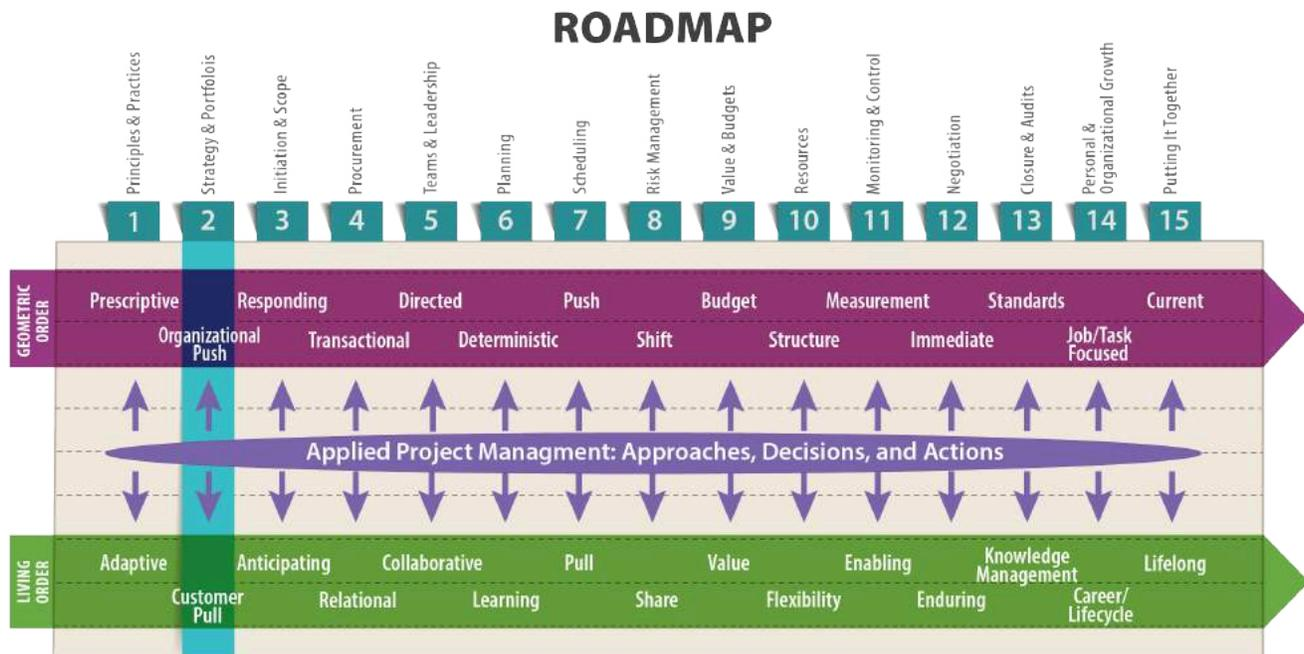 ROADMAP
Principles & Practices
Strategy & Portfolois
Initiation & Scope
Procurement
Teams & Leadership
Planning
Scheduling
Risk Management
Value & Budgets
Resources
Monitoring & Control
Negotiation
Closure & Audits
Personal &
Organizational Growth
Putting It Together
1 2 3 4 5 6 7 8 9 10 11 12 13 14 15
GEOMETRIC
ORDER
Prescriptive Responding Directed Push Budget Measurement Standards Current
Organizational
Push
Transactional Deterministic Shift Structure Immediate
Job/Task
Focused
Applied Project Managment: Approaches, Decisions, and Actions
LIVING
ORDER
Adaptive Anticipating Collaborative Pull Value Enabling
Knowledge
Management
Lifelong
Customer
Pull
Relational Learning Share Flexibility Enduring
Career/
Lifecycle